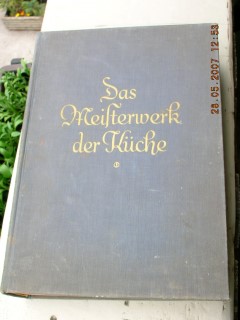 Das
Meisterwerk
der Küche
28.05.2007 12:53